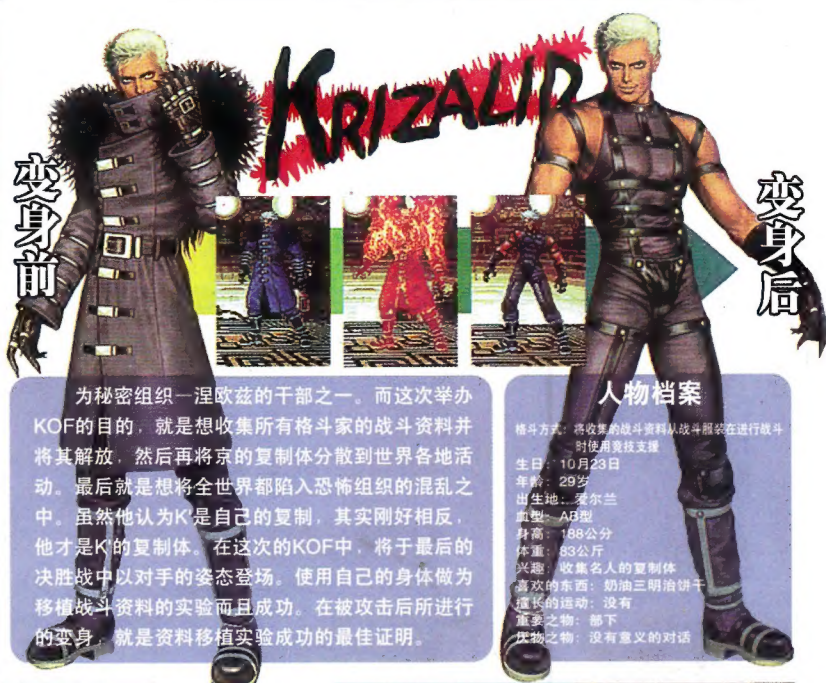 KRIZALID
变身前
变身后
为秘密组织—涅欧兹的干部之一。而这次举办
KOF的目的，就是想收集所有格斗家的战斗资料并
将其解放，然后再将京的复制体分散到世界各地活
动。最后就是想将全世界都陷入恐怖组织的混乱之
中。虽然他认为K'是自己的复制，其实刚好相反，
他才是K'的复制体。在这次的KOF中，将于最后的
决胜战中以对手的姿态登场。使用自己的身体做为
移植战斗资料的实验而且成功。在被攻击后所进行
的变身，就是资料移植实验成功的最佳证明。
人物档案
格斗方式：将收集的战斗资料从战斗服装在进行战斗
时使用竞技支援
生日：10月23日
年龄：29岁
出生地：爱尔兰
血型：AB型
身高：188公分
体重：83公斤
兴趣：收集名人的复制体
喜欢的东西：奶油三明治饼干
擅长的运动：没有
重要之物：部下
厌物之物：没有意义的对话